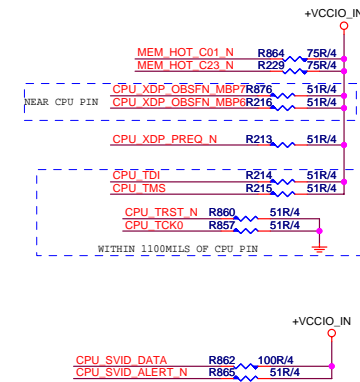 +VCCIO_IN
MEM_HOT_C01_N R864 75R/4
MEM_HOT_C23_N R229 75R/4
CPU_XDP_OBSFN_MBP7 R876 51R/4
NEAR CPU PIN CPU_XDP_OBSFN_MBP6 R216 51R/4
CPU_XDP_PREQ_N R213 51R/4
CPU_TDI R214 51R/4
CPU_TMS R215 51R/4
CPU_TRST_N R860 51R/4
CPU_TCK0 R857 51R/4
WITHIN 1100MILS OF CPU PIN
+VCCIO_IN
CPU_SVID_DATA R862 100R/4
CPU_SVID_ALERT_N R865 51R/4